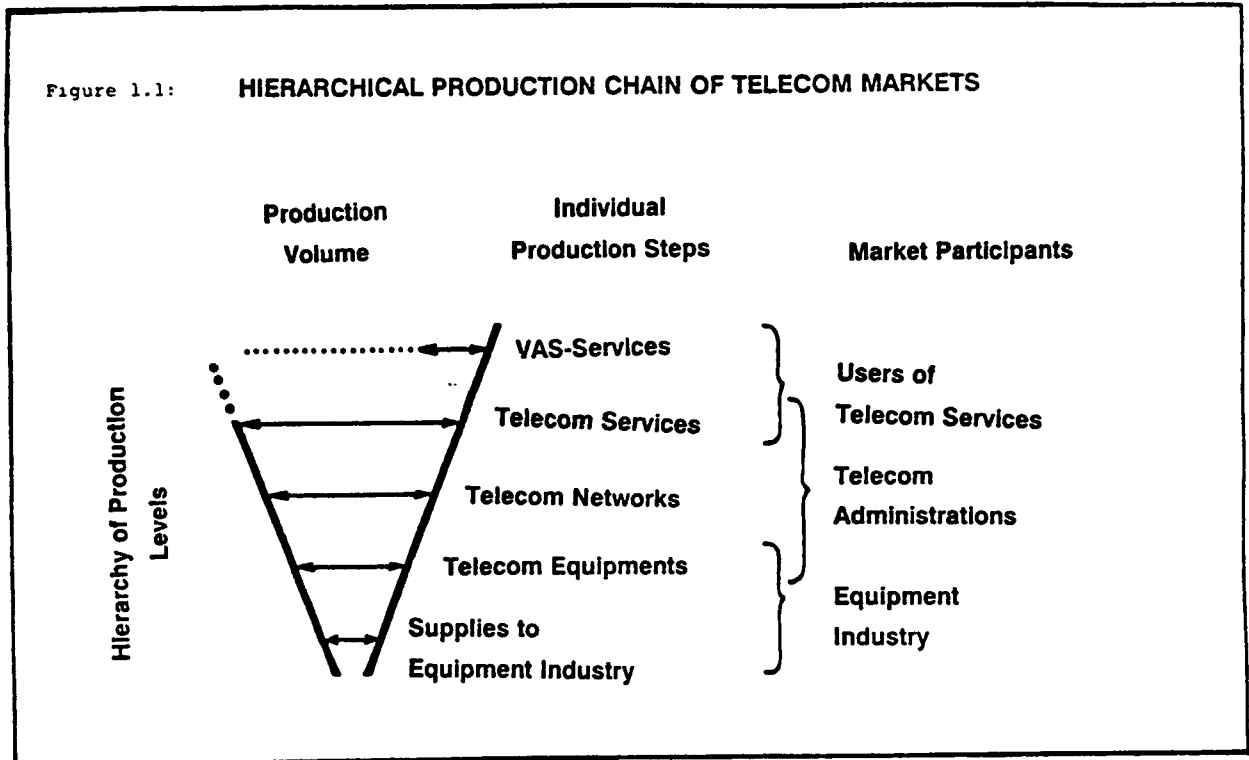 Figure 1.1: HIERARCHICAL PRODUCTION CHAIN OF TELECOM MARKETS
Production
Volume
Individual
Production Steps
Market Participants
Hierarchy of Production
Levels
VAS-Services
Telecom Services
Telecom Networks
Telecom Equipments
Supplies to
Equipment Industry
Users of
Telecom Services
Telecom
Administrations
Equipment
Industry